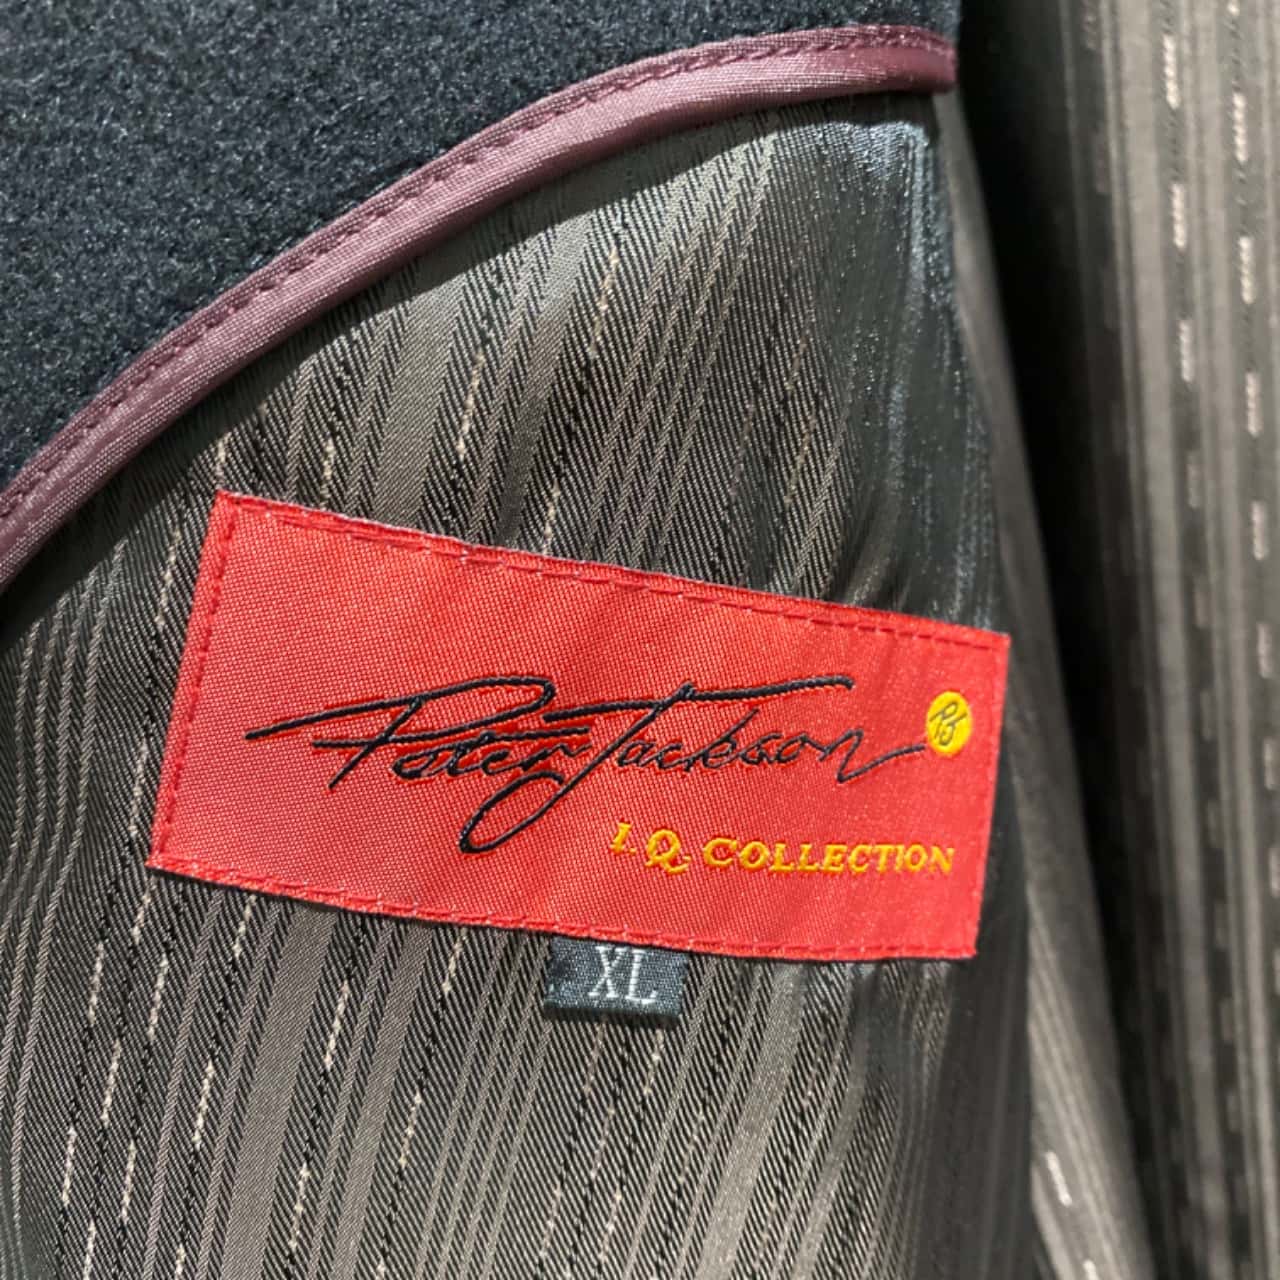 Peter Jackson PJ
I.Q. COLLECTION
XL